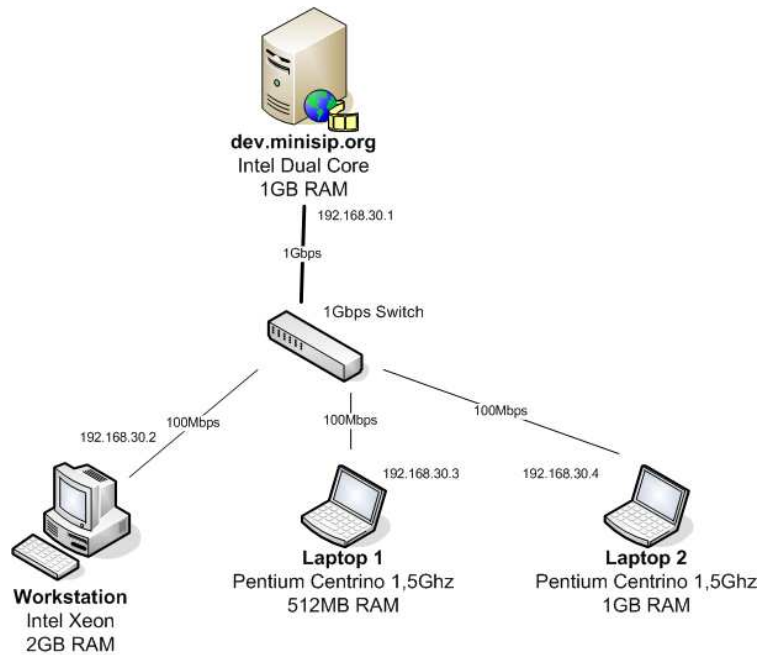 dev.minisip.org
Intel Dual Core
1GB RAM
192.168.30.1
1Gbps
1Gbps Switch
100Mbps
100Mbps
100Mbps
192.168.30.2
192.168.30.3
192.168.30.4
Workstation
Intel Xeon
2GB RAM
Laptop 1
Pentium Centrino 1,5Ghz
512MB RAM
Laptop 2
Pentium Centrino 1,5Ghz
1GB RAM